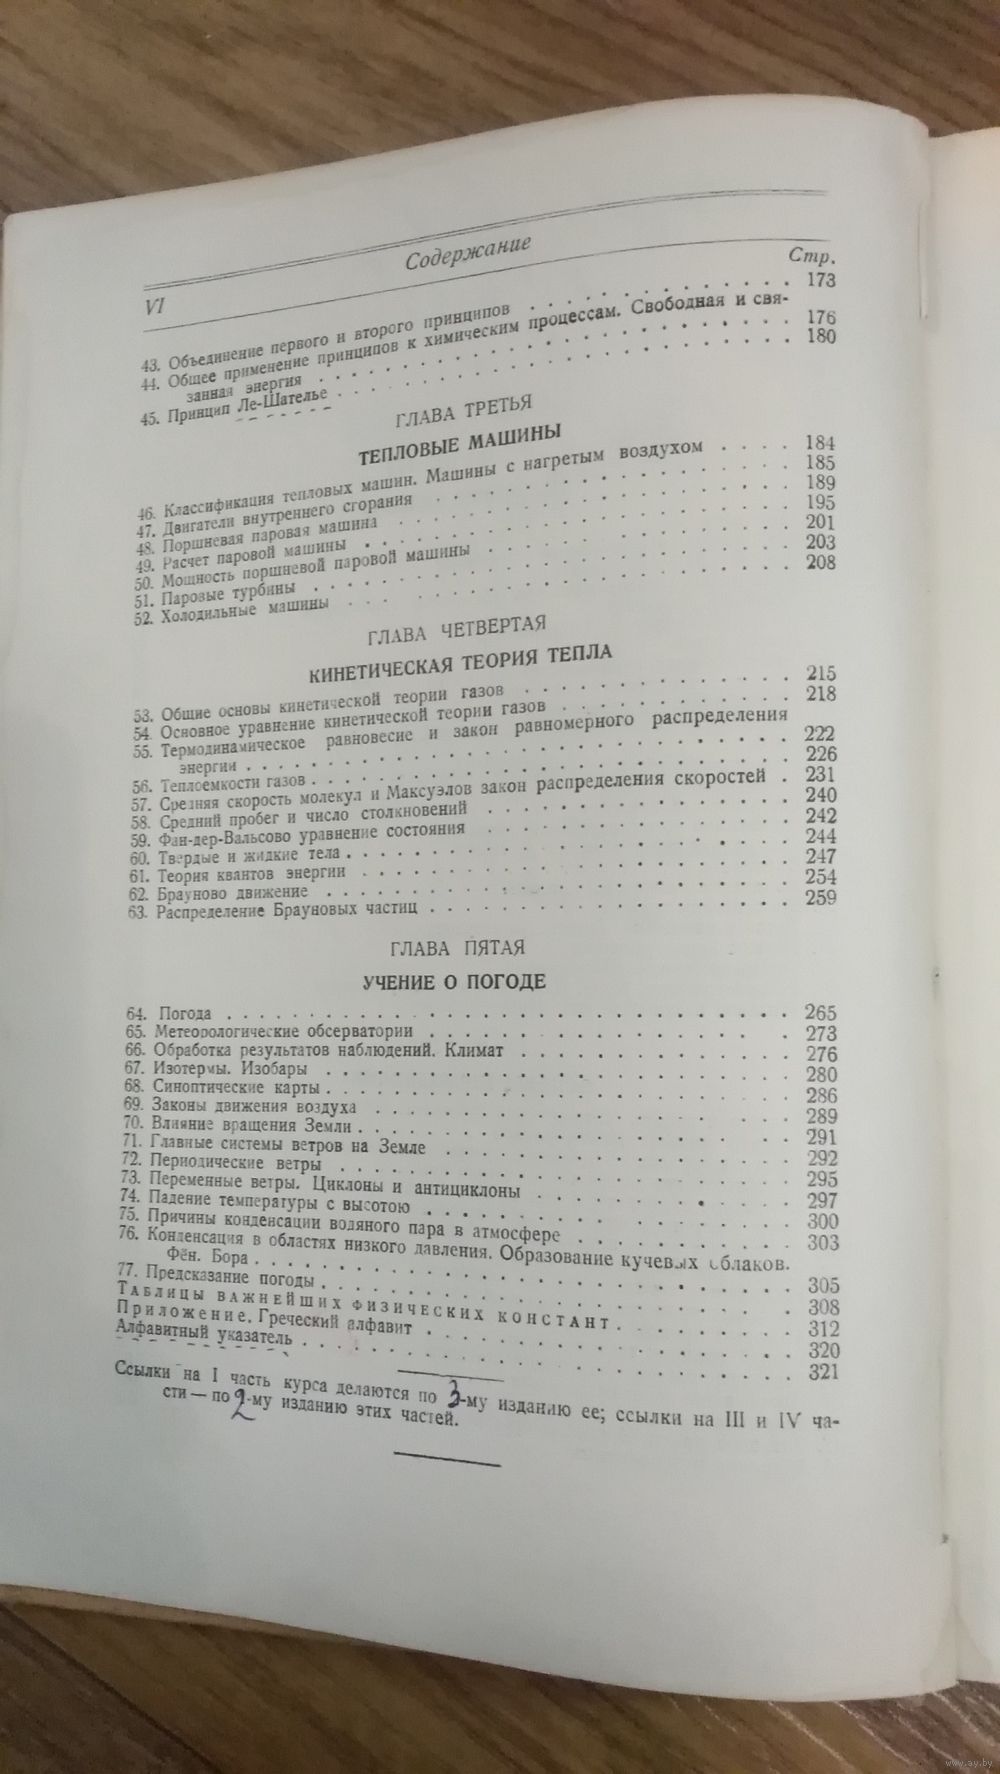 VI
Содержание
Стр.
43. Объединение первого и второго принципов . . . 173
44. Общее применение принципов к химическим процессам. Свободная и свя-
занная энергия . . . 176
45. Принцип Ле-Шателье . . . 180
ГЛАВА ТРЕТЬЯ
ТЕПЛОВЫЕ МАШИНЫ
46. Классификация тепловых машин. Машины с нагретым воздухом . . . 184
47. Двигатели внутреннего сгорания . . . 185
48. Поршневая паровая машина . . . 189
49. Расчет паровой машины . . . 195
50. Мощность поршневой паровой машины . . . 201
51. Паровые турбины . . . 203
52. Холодильные машины . . . 208
ГЛАВА ЧЕТВЕРТАЯ
КИНЕТИЧЕСКАЯ ТЕОРИЯ ТЕПЛА
53. Общие основы кинетической теории газов . . . 215
54. Основное уравнение кинетической теории газов . . . 218
55. Термодинамическое равновесие и закон равномерного распределения
энергии . . . 222
56. Теплоемкости газов . . . 226
57. Средняя скорость молекул и Максуэлов закон распределения скоростей . 231
58. Средний пробег и число столкновений . . . 240
59. Фан-дер-Вальсово уравнение состояния . . . 242
60. Твердые и жидкие тела . . . 244
61. Теория квантов энергии . . . 247
62. Брауново движение . . . 254
63. Распределение Брауновых частиц . . . 259
ГЛАВА ПЯТАЯ
УЧЕНИЕ О ПОГОДЕ
64. Погода . . . 265
65. Метеорологические обсерватории . . . 273
66. Обработка результатов наблюдений. Климат . . . 276
67. Изотермы. Изобары . . . 280
68. Синоптические карты . . . 286
69. Законы движения воздуха . . . 289
70. Влияние вращения Земли . . . 291
71. Главные системы ветров на Земле . . . 292
72. Периодические ветры . . . 295
73. Переменные ветры. Циклоны и антициклоны . . . 297
74. Падение температуры с высотою . . . 300
75. Причины конденсации водяного пара в атмосфере . . . 303
76. Конденсация в областях низкого давления. Образование кучевых облаков.
Фён. Бора . . . 305
77. Предсказание погоды . . . 308
Таблицы важнейших физических констант . . . 312
Приложение. Греческий алфавит . . . 320
Алфавитный указатель . . . 321
Ссылки на I часть курса делаются по 3-му изданию ее; ссылки на III и IV ча-
сти — по 2-му изданию этих частей.
www.ay.by